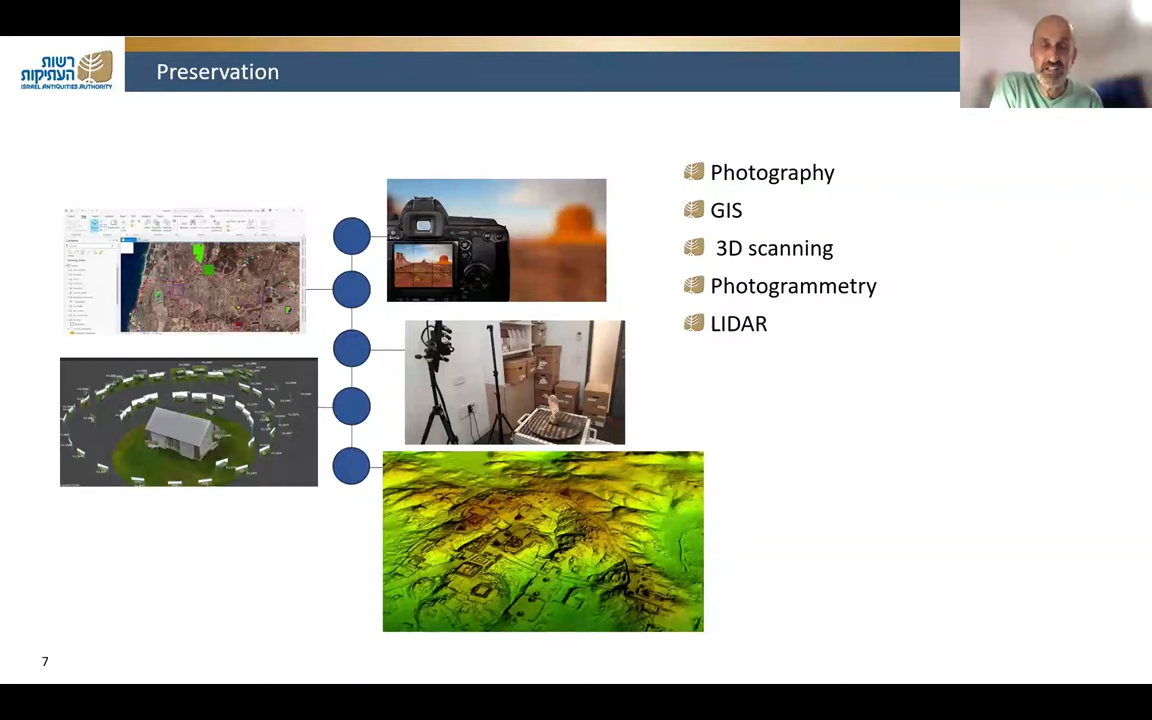 רשות
העתיקות
ISRAEL ANTIQUITIES AUTHORITY
Preservation
Photography
GIS
3D scanning
Photogrammetry
LIDAR
7